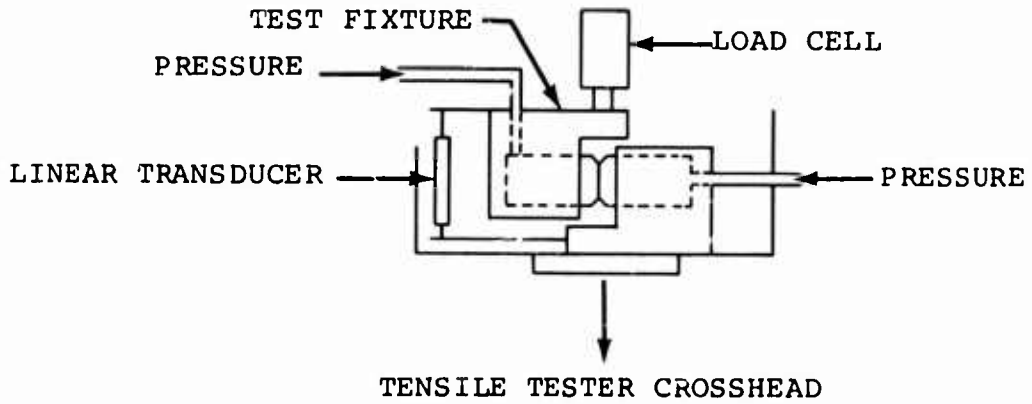 TEST FIXTURE
LOAD CELL
PRESSURE
LINEAR TRANSDUCER
PRESSURE
TENSILE TESTER CROSSHEAD